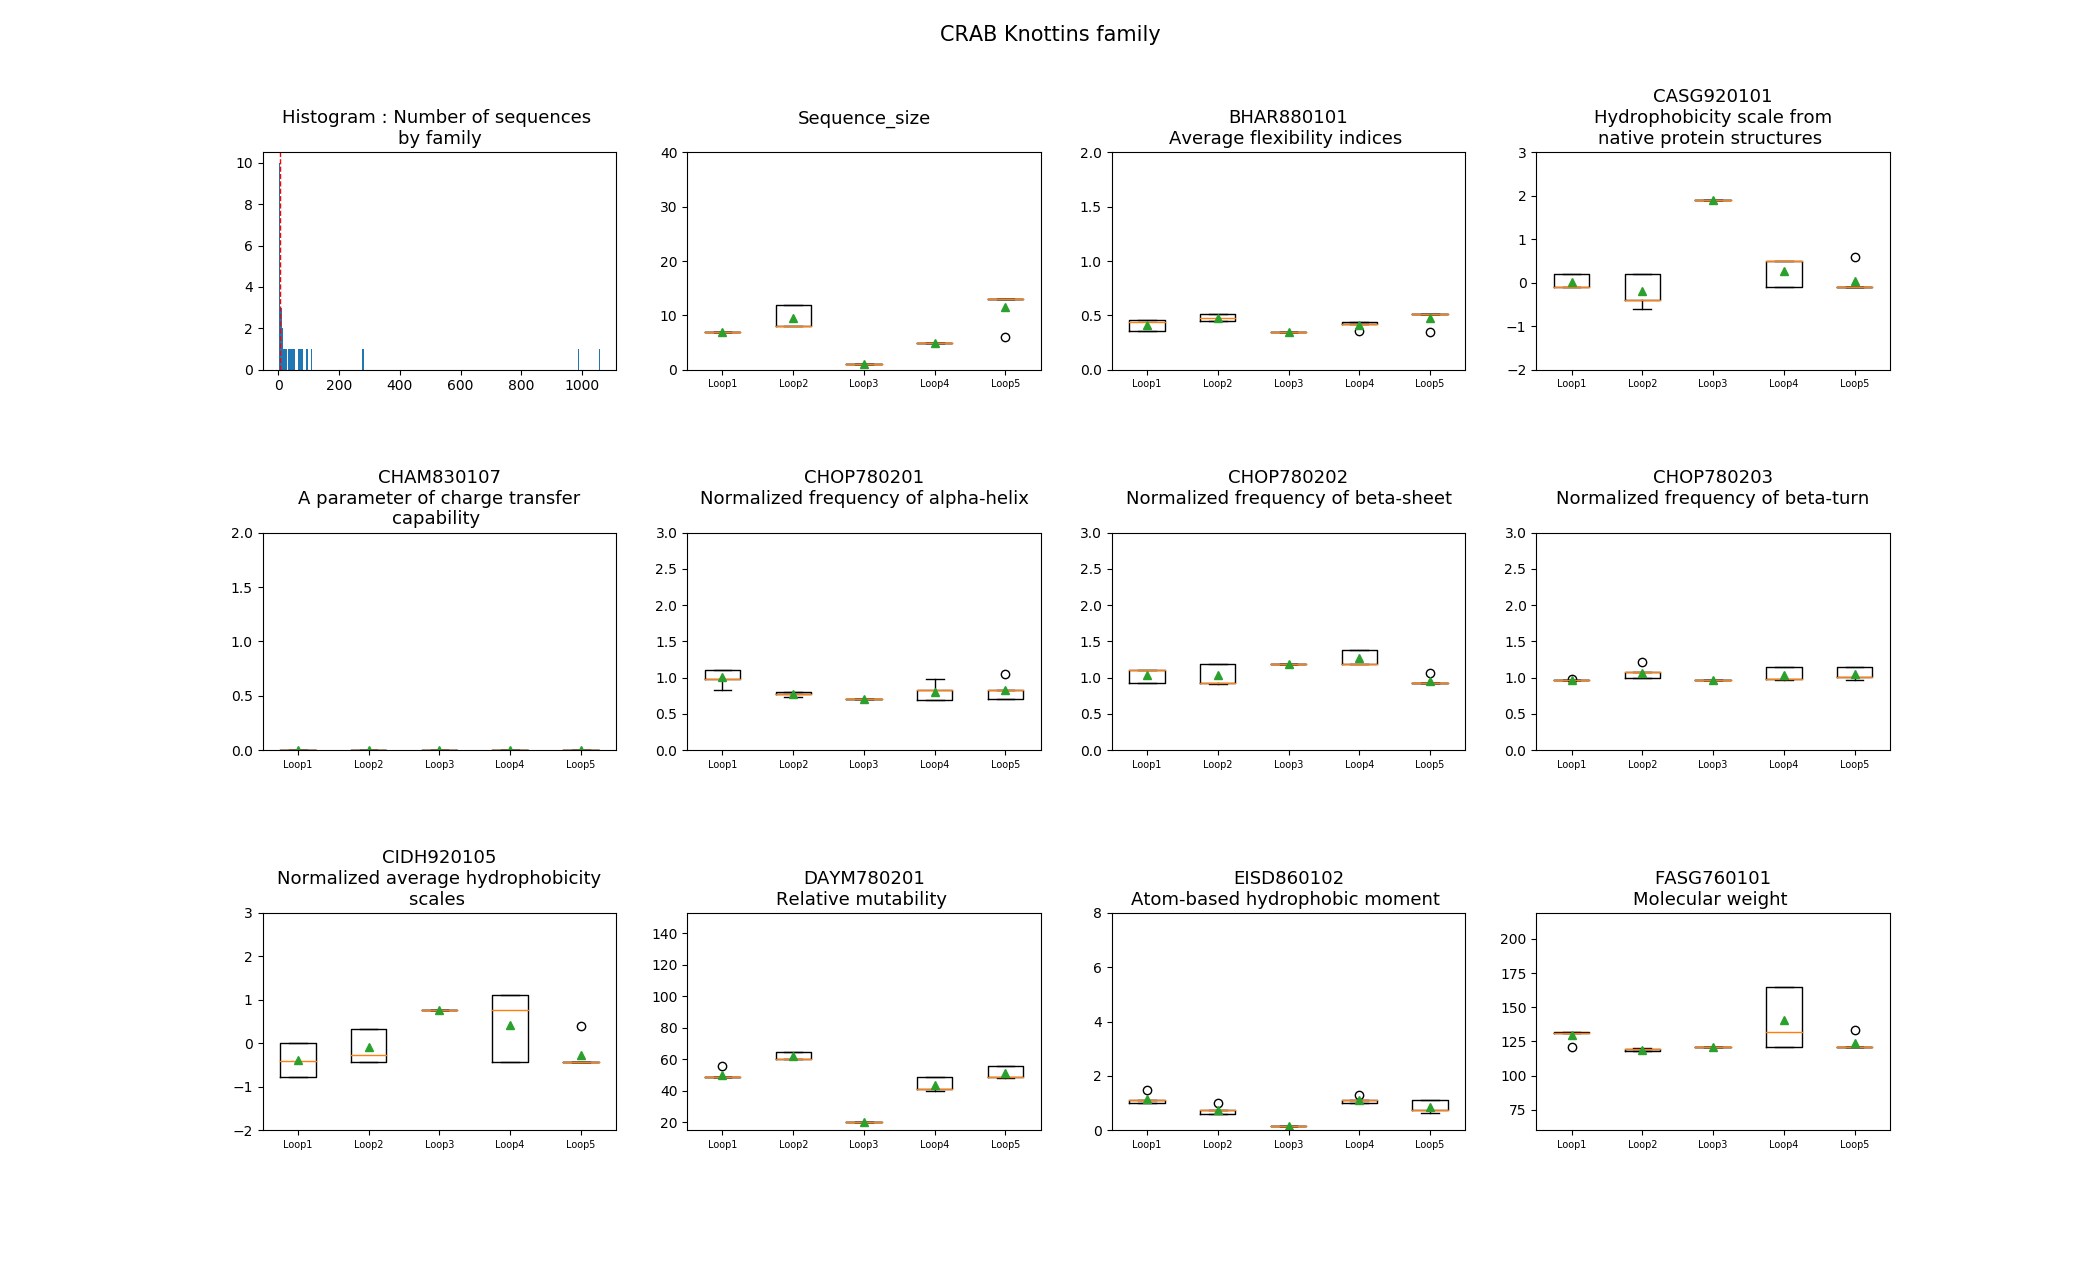 CRAB Knottins family
Histogram : Number of sequences
by family
10
8
6
4
2
0
0 200 400 600 800 1000
Sequence_size
40
30
20
10
0
Loop1 Loop2 Loop3 Loop4 Loop5
BHAR880101
Average flexibility indices
2.0
1.5
1.0
0.5
0.0
Loop1 Loop2 Loop3 Loop4 Loop5
CASG920101
Hydrophobicity scale from
native protein structures
3
2
1
0
−1
−2
Loop1 Loop2 Loop3 Loop4 Loop5
CHAM830107
A parameter of charge transfer
capability
2.0
1.5
1.0
0.5
0.0
Loop1 Loop2 Loop3 Loop4 Loop5
CHOP780201
Normalized frequency of alpha-helix
3.0
2.5
2.0
1.5
1.0
0.5
0.0
Loop1 Loop2 Loop3 Loop4 Loop5
CHOP780202
Normalized frequency of beta-sheet
3.0
2.5
2.0
1.5
1.0
0.5
0.0
Loop1 Loop2 Loop3 Loop4 Loop5
CHOP780203
Normalized frequency of beta-turn
3.0
2.5
2.0
1.5
1.0
0.5
0.0
Loop1 Loop2 Loop3 Loop4 Loop5
CIDH920105
Normalized average hydrophobicity
scales
3
2
1
0
−1
−2
Loop1 Loop2 Loop3 Loop4 Loop5
DAYM780201
Relative mutability
140
120
100
80
60
40
20
Loop1 Loop2 Loop3 Loop4 Loop5
EISD860102
Atom-based hydrophobic moment
8
6
4
2
0
Loop1 Loop2 Loop3 Loop4 Loop5
FASG760101
Molecular weight
200
175
150
125
100
75
Loop1 Loop2 Loop3 Loop4 Loop5